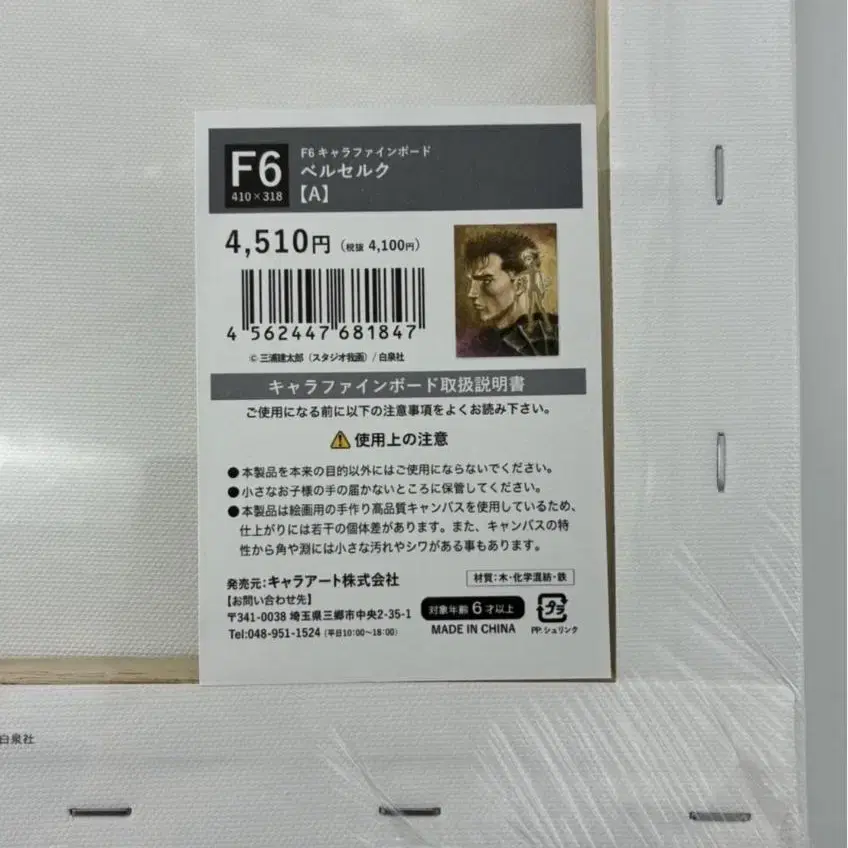 F6
410×318
F6 キャラファインボード
ベルセルク
【A】
4,510円(税抜 4,100円)
4 562447 681847
© 三浦建太郎(スタジオ我画)/ 白泉社
キャラファインボード取扱説明書
ご使用になる前に以下の注意事項をよくお読み下さい。
使用上の注意
●本製品を本来の目的以外にはご使用にならないでください。
●小さなお子様の手の届かないところに保管してください。
●本製品は絵画用の手作り高品質キャンバスを使用しているため、
仕上がりには若干の個体差があります。また、キャンバスの特
性から角や淵には小さな汚れやシワがある事もあります。
発売元:キャラアート株式会社
【お問い合わせ先】
〒341-0038 埼玉県三郷市中央2-35-1
Tel:048-951-1524(平日10:00〜18:00)
材質:木・化学混紡・鉄
対象年齢 6才以上
MADE IN CHINA
プラ
PP. シュリンク
白泉社